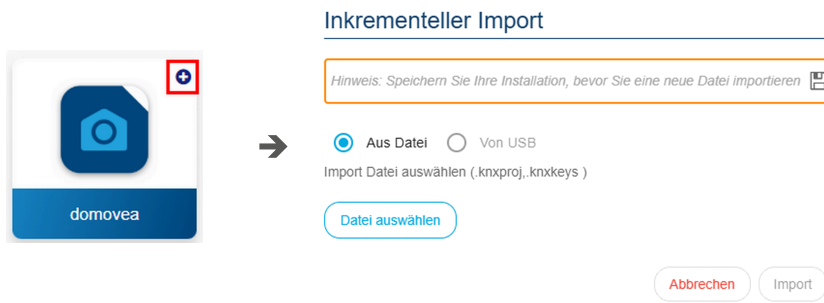 Inkrementeller Import
Hinweis: Speichern Sie Ihre Installation, bevor Sie eine neue Datei importieren
Aus Datei Von USB
Import Datei auswählen (.knxproj,.knxkeys )
domovea
Datei auswählen
Abbrechen Import